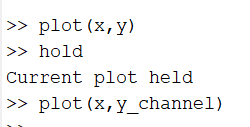 >> plot(x,y)
>> hold
Current plot held
>> plot(x,y_channel)
>>